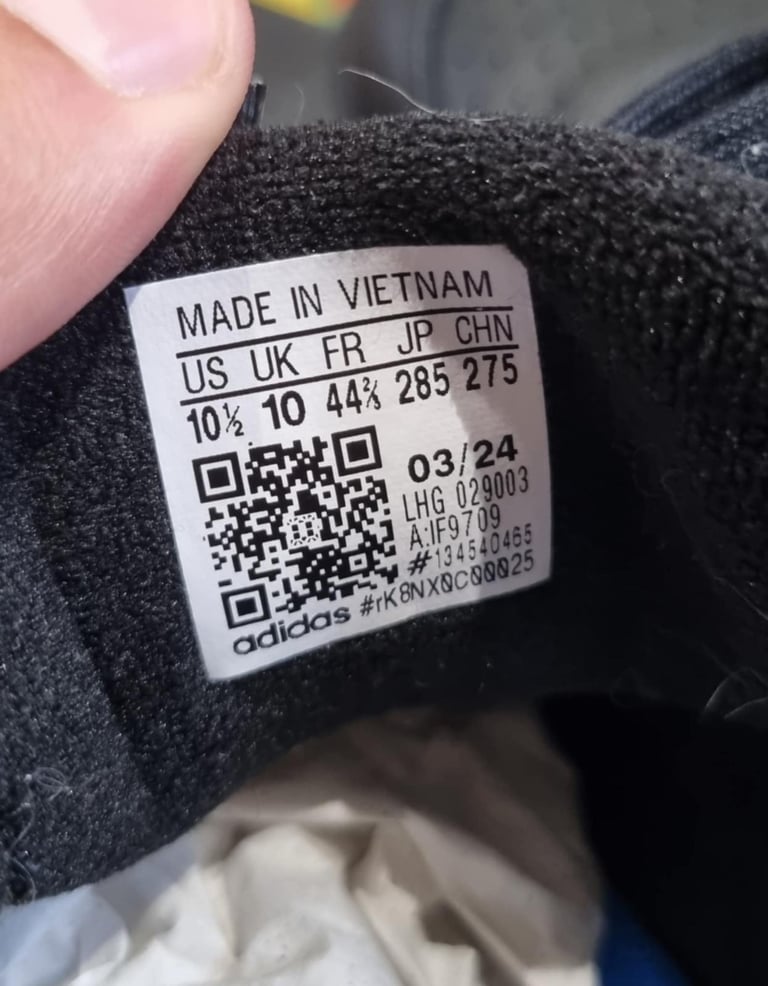 MADE IN VIETNAM
US UK FR JP CHN
10½ 10 44⅔ 285 275
03/24
LHG 029003
A:IF9709
#134540465
#rK8NX0C00025
adidas